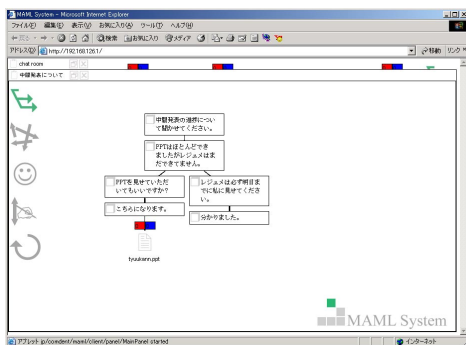 MAML System - Microsoft Internet Explorer
ファイル(F) 編集(E) 表示(V) お気に入り(A) ツール(T) ヘルプ(H)
戻る 検索 お気に入り メディア
アドレス(D) http://192.168.126.1/ 移動 リンク
chat room
中間発表について
中間発表の進捗につい
て聞かせてください。
PPTはほとんどでき
ましたがレジュメはま
だできてません。
PPTを見せていただ
いてもいいですか?
レジュメは必ず明日ま
でに私に見せてくださ
い。
こちらになります。
分かりました。
tyuukann.ppt
MAML System
アプレット jp/comdent/maml/client/panel/MainPanel started
インターネット